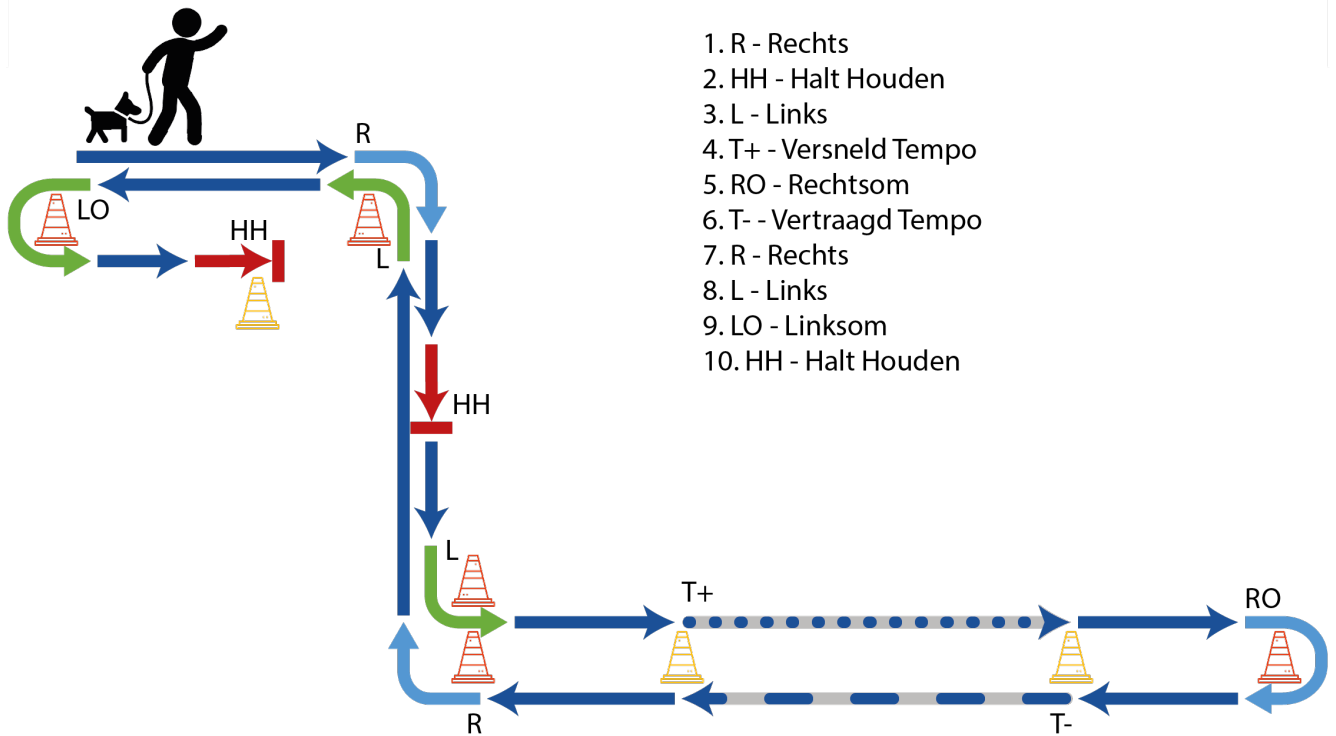 R
LO
HH
L
HH
L
T+
RO
R
T-
1. R - Rechts
2. HH - Halt Houden
3. L - Links
4. T+ - Versneld Tempo
5. RO - Rechtsom
6. T- - Vertraagd Tempo
7. R - Rechts
8. L - Links
9. LO - Linksom
10. HH - Halt Houden